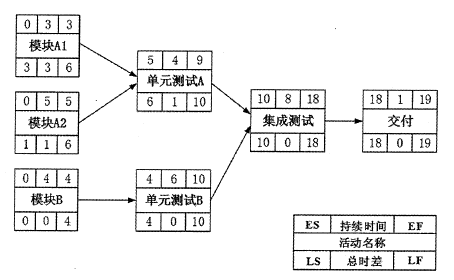 0 3 3
模块A1
3 3 6
0 5 5
模块A2
1 1 6
0 4 4
模块B
0 0 4
5 4 9
单元测试A
6 1 10
4 6 10
单元测试B
4 0 10
10 8 18
集成测试
10 0 18
18 1 19
交付
18 0 19
ES 持续时间 EF
活动名称
LS 总时差 LF